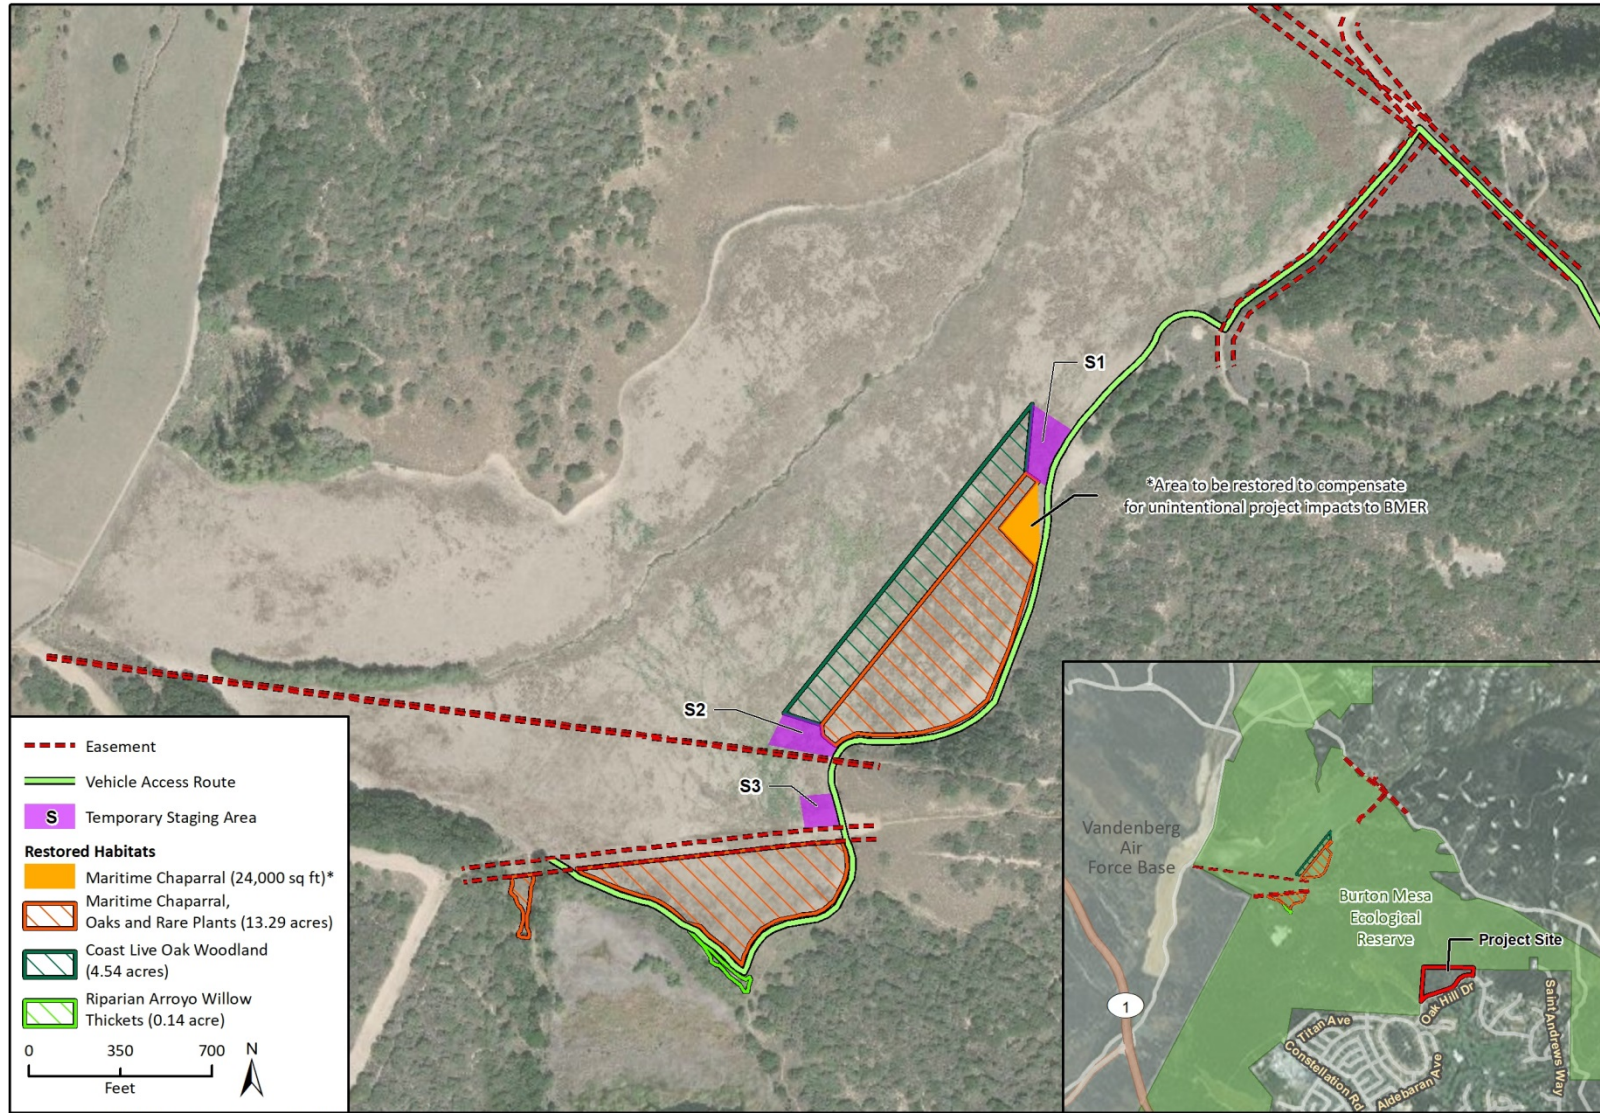 S1
*Area to be restored to compensate
for unintentional project impacts to BMER
S2
S3
Easement
Vehicle Access Route
S
Temporary Staging Area
Restored Habitats
Maritime Chaparral (24,000 sq ft)*
Maritime Chaparral,
Oaks and Rare Plants (13.29 acres)
Coast Live Oak Woodland
(4.54 acres)
Riparian Arroyo Willow
Thickets (0.14 acre)
0 350 700
Feet
N
Vandenberg
Air
Force Base
Burton Mesa
Ecological
Reserve
Project Site
1
Oak Hill Dr
Titan Ave
Constellation Rd
Aldebaran Ave
Saint Andrews Way